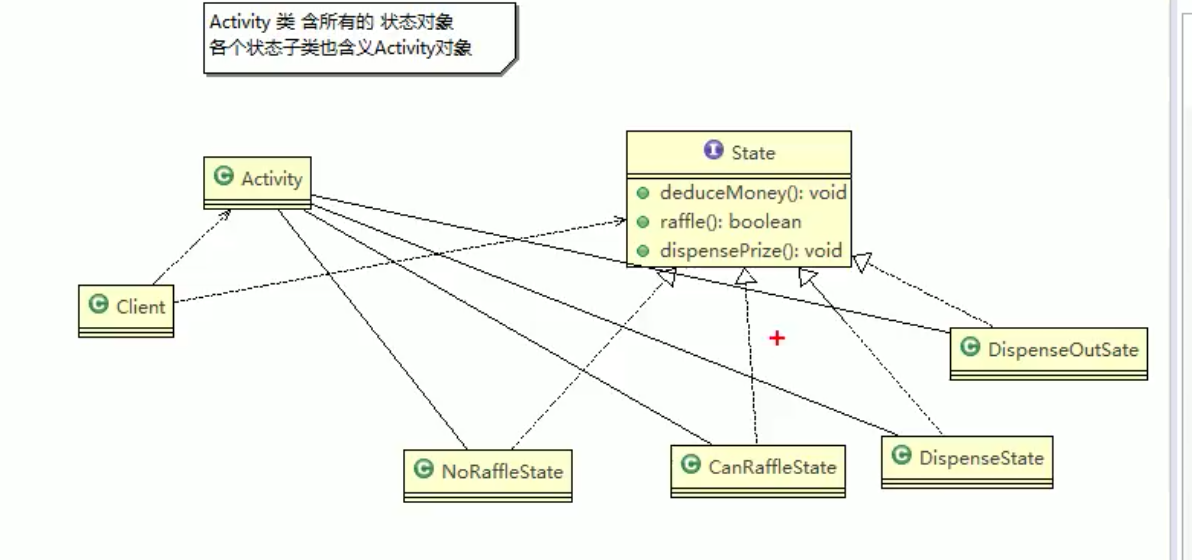 Activity 类 含所有的 状态对象
各个状态子类也含义Activity对象
State
Activity
deduceMoney(): void
raffle(): boolean
dispensePrize(): void
Client
DispenseOutSate
NoRaffleState
CanRaffleState
DispenseState